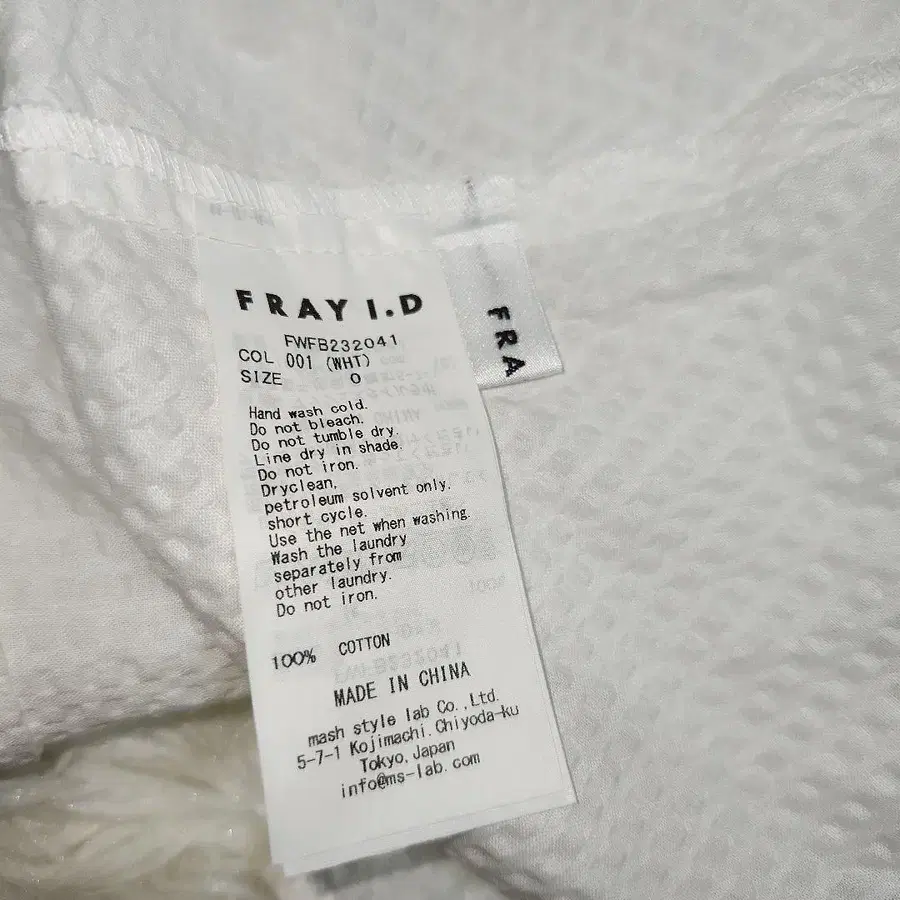 FRAY I.D
FWFB232041
COL 001 (WHT)
SIZE 0
Hand wash cold.
Do not bleach.
Do not tumble dry.
Line dry in shade.
Do not iron.
Dryclean,
petroleum solvent only.
short cycle.
Use the net when washing.
Wash the laundry
separately from
other laundry.
Do not iron.
100% COTTON
MADE IN CHINA
mash style lab Co.,Ltd.
5-7-1 Kojimachi.Chiyoda-ku
Tokyo,Japan
info@ms-lab.com
FRA